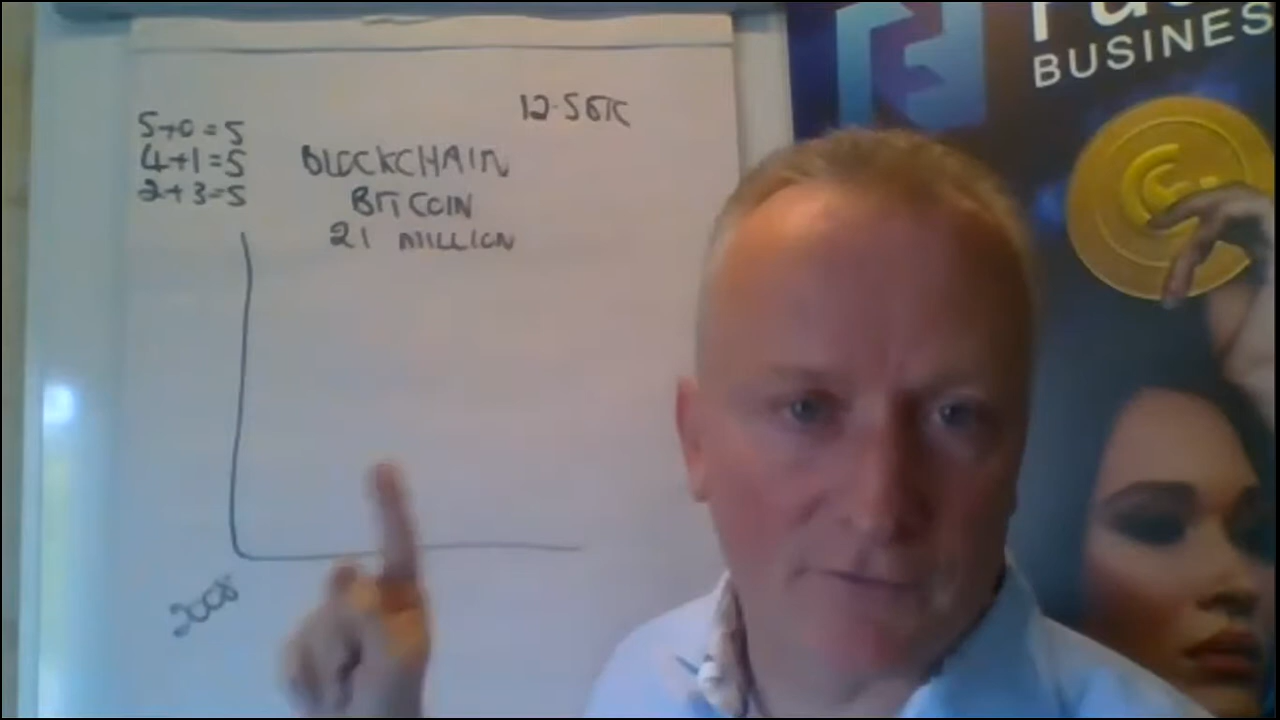 12.5BTC
5+0=5
4+1=5
2+3=5
BLOCKCHAIN
BITCOIN
21 MILLION
2008
BUSINES